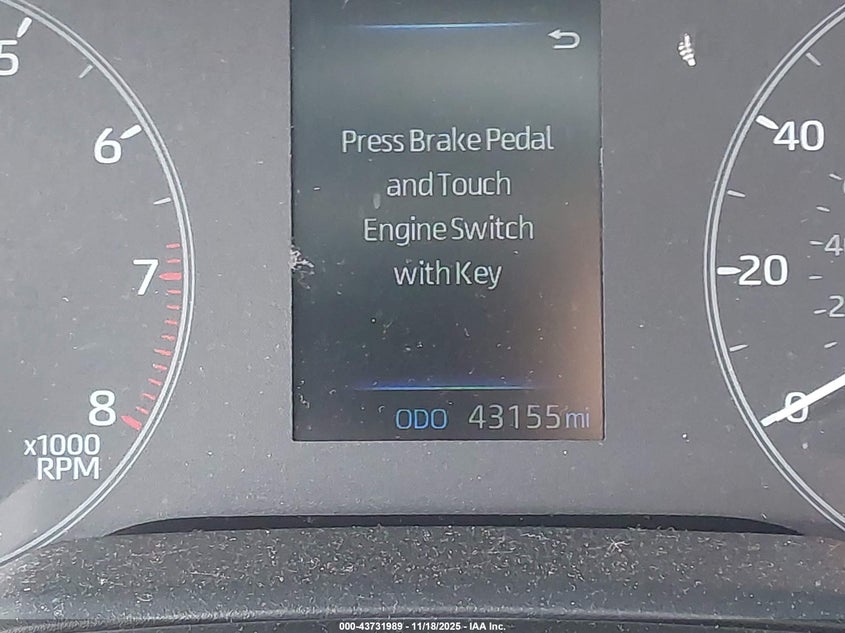 5
6
7
8
x1000
RPM
Press Brake Pedal
and Touch
Engine Switch
with Key
ODO 43155 mi
40
20
0
000-43731989 - 11/18/2025 - IAA Inc.